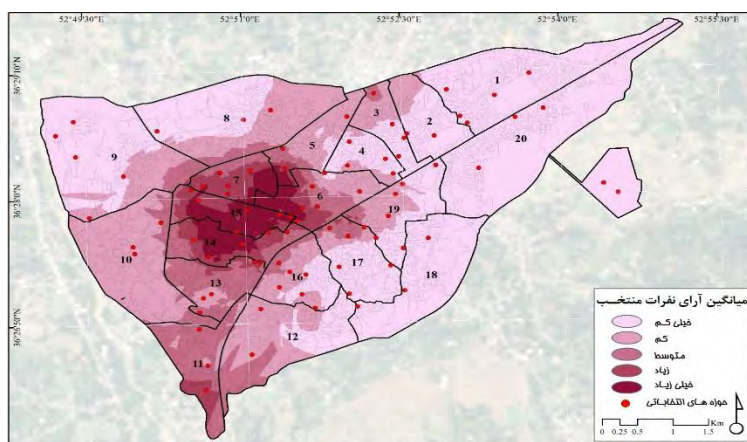 52°49'30"E 52°51'0"E 52°52'30"E 52°54'0"E 52°55'30"E
36°29'10"N
36°28'0"N
36°26'50"N
1
2
3
4
5
6
7
8
9
10
11
12
13
14
15
16
17
18
19
20
میانگین آرای نفرات منتخب
خیلی کم
کم
متوسط
زیاد
خیلی زیاد
حوزه های انتخاباتی
0 0.25 0.5 1 1.5 Km